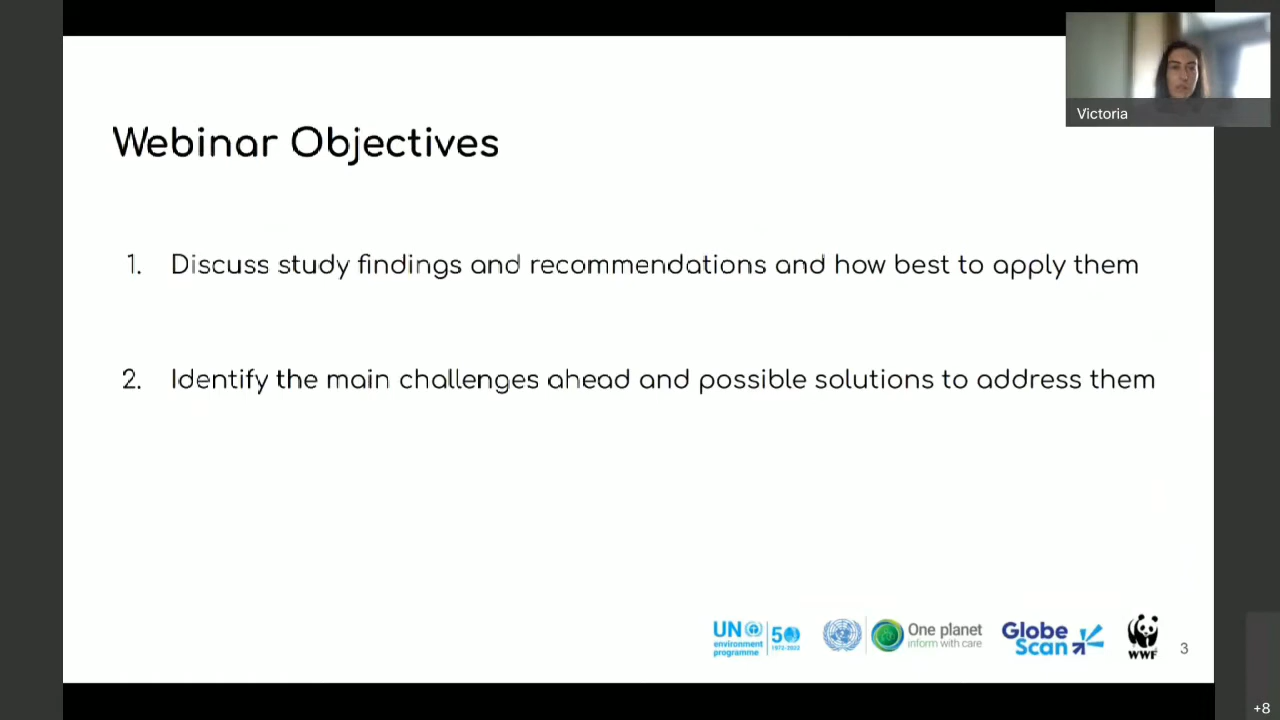 Victoria
Webinar Objectives
1. Discuss study findings and recommendations and how best to apply them
2. Identify the main challenges ahead and possible solutions to address them
UN
environment
programme
50
1972-2022
One planet
inform with care
Globe
Scan
WWF
3
+8